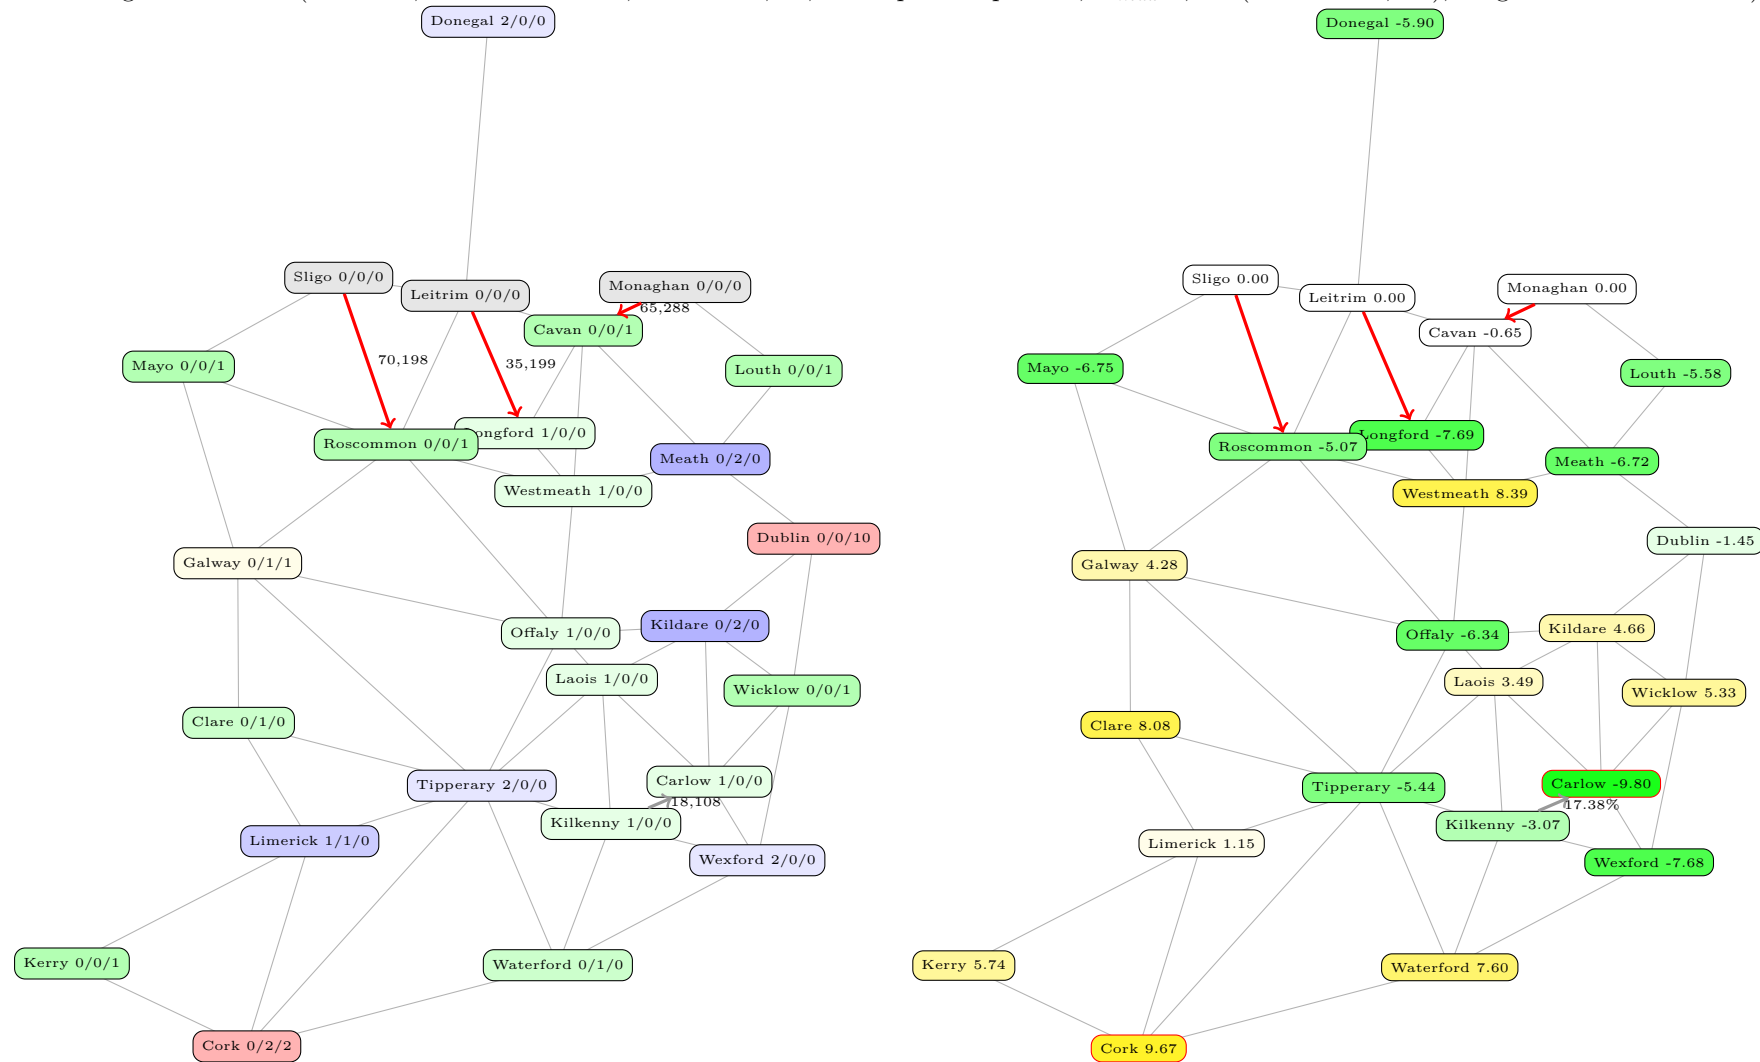 Donegal 2/0/0
Sligo 0/0/0
Leitrim 0/0/0
Monaghan 0/0/0
65,288
Cavan 0/0/1
Mayo 0/0/1
70,198
35,199
Louth 0/0/1
Roscommon 0/0/1
1/0/0
Meath 0/2/0
Westmeath 1/0/0
Dublin 0/0/10
Galway 0/1/1
Offaly 1/0/0
Kildare 0/2/0
Laois 1/0/0
Wicklow 0/0/1
Clare 0/1/0
Tipperary 2/0/0
Carlow 1/0/0
18,108
Kilkenny 1/0/0
Limerick 1/1/0
Wexford 2/0/0
Kerry 0/0/1
Waterford 0/1/0
Cork 0/2/2
Donegal -5.90
Sligo 0.00
Leitrim 0.00
Monaghan 0.00
Cavan -0.65
Mayo -6.75
Louth -5.58
Roscommon -5.07
Longford -7.69
Meath -6.72
Westmeath 8.39
Dublin -1.45
Galway 4.28
Offaly -6.34
Kildare 4.66
Laois 3.49
Wicklow 5.33
Clare 8.08
Tipperary -5.44
Carlow -9.80
17.38%
Kilkenny -3.07
Limerick 1.15
Wexford -7.68
Kerry 5.74
Waterford 7.60
Cork 9.67